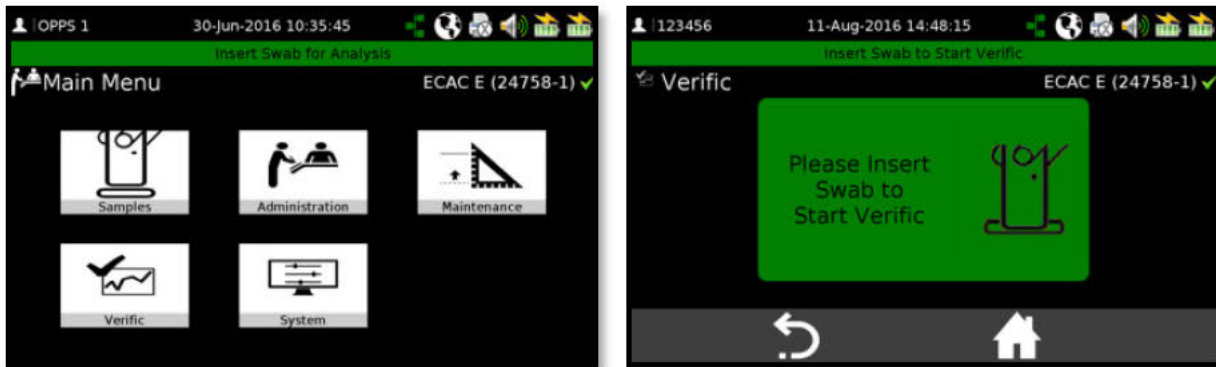 OPPS 1 30-Jun-2016 10:35:45
Insert Swab for Analysis
Main Menu ECAC E (24758-1)
Samples Administration Maintenance
Verific System
123456 11-Aug-2016 14:48:15
Insert Swab to Start Verific
Verific ECAC E (24758-1)
Please Insert
Swab to
Start Verific